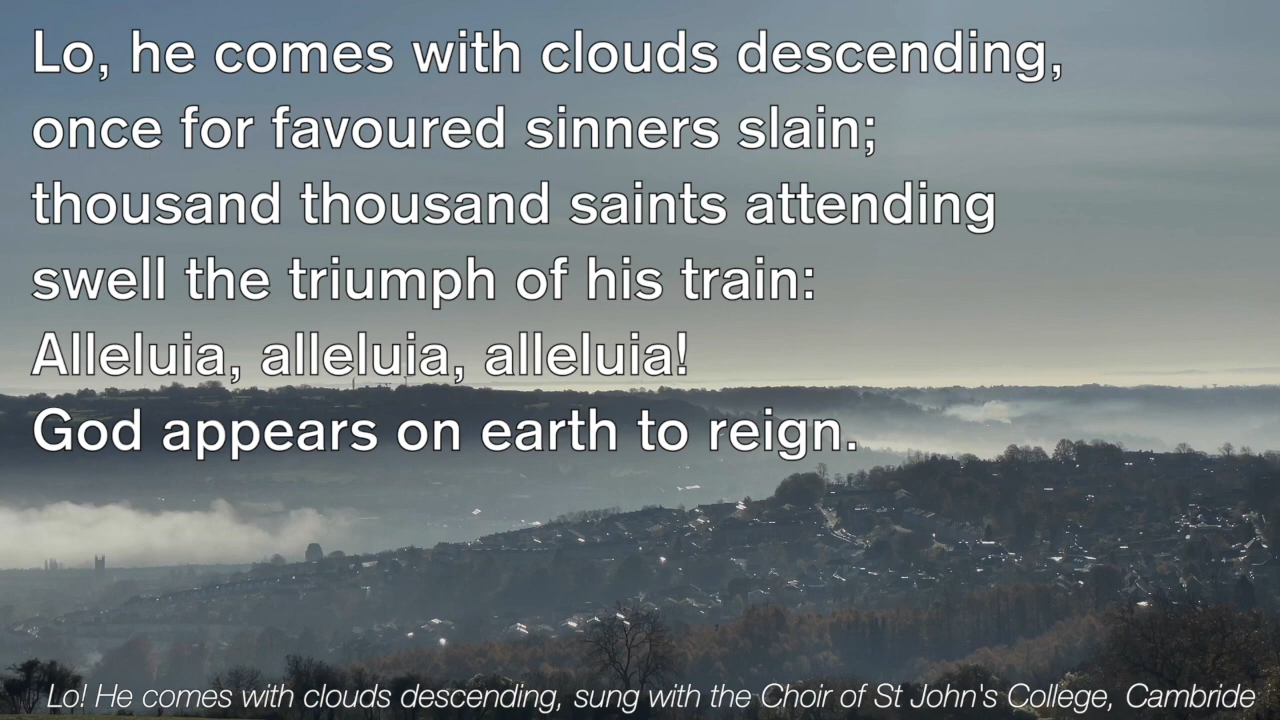 Lo, he comes with clouds descending,
once for favoured sinners slain;
thousand thousand saints attending
swell the triumph of his train:
Alleluia, alleluia, alleluia!
God appears on earth to reign.
Lo! He comes with clouds descending, sung with the Choir of St John's College, Cambride